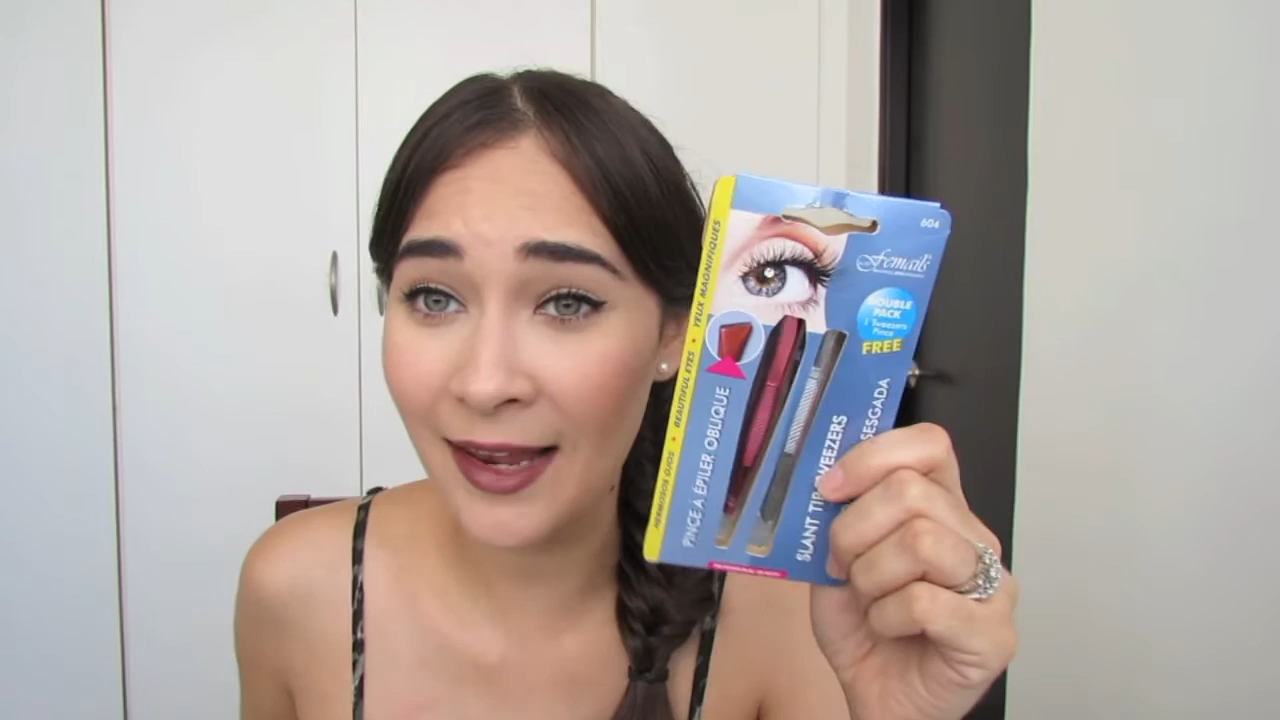 604
Femails
DOUBLE
PACK
1 Tweezers
Pince
FREE
HERMOSOS OJOS • BEAUTIFUL EYES • YEUX MAGNIFIQUES
PINCE À ÉPILER OBLIQUE
SLANT TIP TWEEZERS
SESGADA